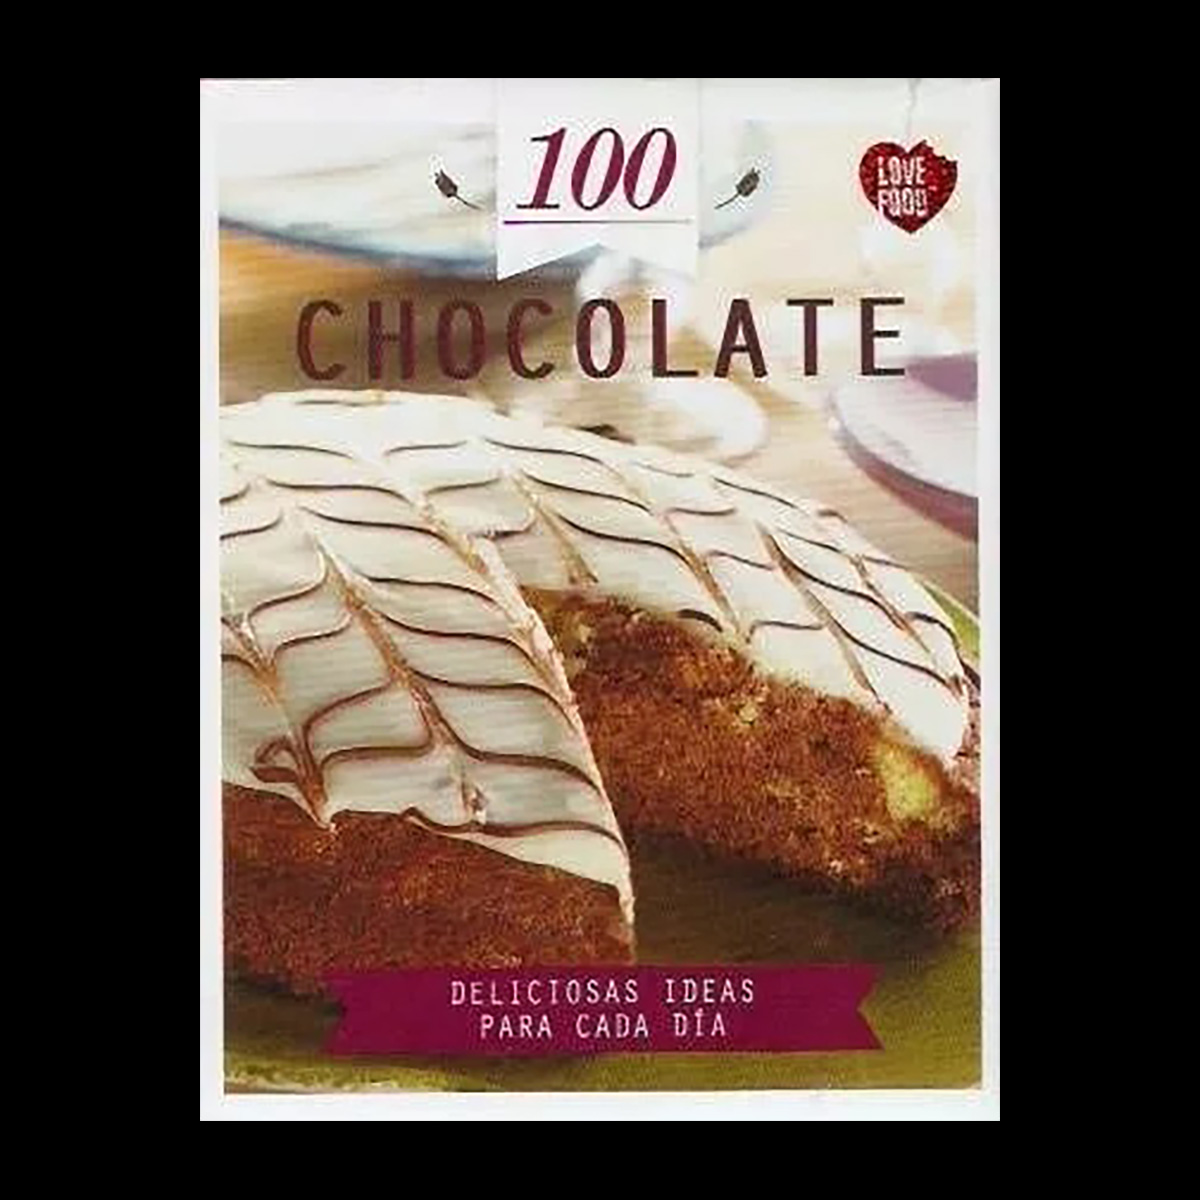 100
LOVE
FOOD
CHOCOLATE
DELICIOSAS IDEAS
PARA CADA DÍA